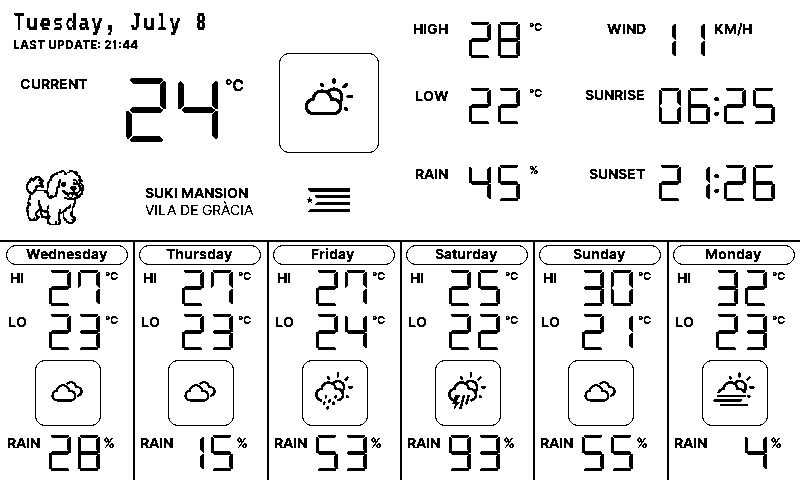 Tuesday, July 8
LAST UPDATE: 21:44
CURRENT 24 °C
HIGH 28 °C
LOW 22 °C
RAIN 45 %
WIND 11 KM/H
SUNRISE 06:25
SUNSET 21:26
SUKI MANSION
VILA DE GRÀCIA
Wednesday
HI 27 °C
LO 23 °C
RAIN 28 %
Thursday
HI 27 °C
LO 23 °C
RAIN 15 %
Friday
HI 27 °C
LO 24 °C
RAIN 53 %
Saturday
HI 25 °C
LO 22 °C
RAIN 93 %
Sunday
HI 30 °C
LO 21 °C
RAIN 55 %
Monday
HI 32 °C
LO 23 °C
RAIN 4 %